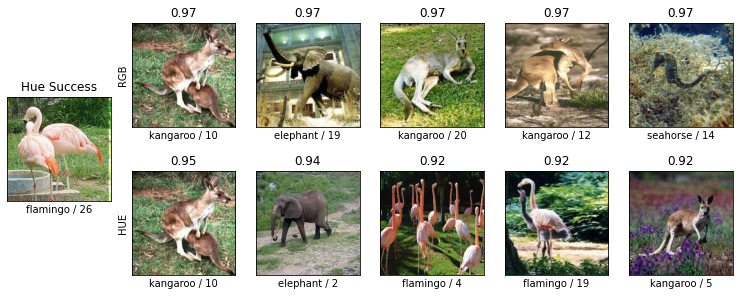 Hue Success
flamingo / 26
RGB
0.97
0.97
0.97
0.97
0.97
kangaroo / 10
elephant / 19
kangaroo / 20
kangaroo / 12
seahorse / 14
HUE
0.95
0.94
0.92
0.92
0.92
kangaroo / 10
elephant / 2
flamingo / 4
flamingo / 19
kangaroo / 5